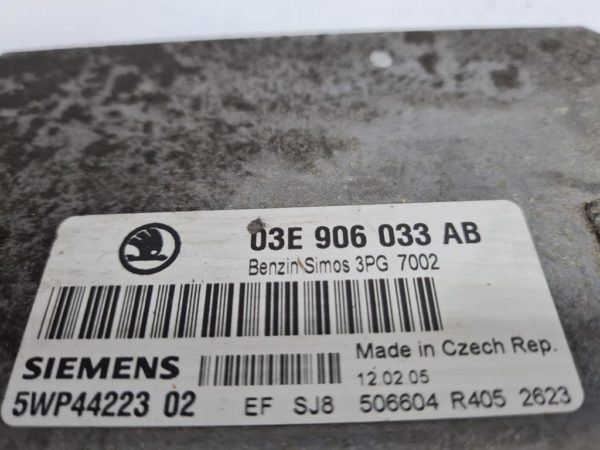 03E 906 033 AB
Benzin Simos 3PG 7002
SIEMENS
Made in Czech Rep.
12.02.05
5WP44223 02 EF SJ8 506604 R405 2623